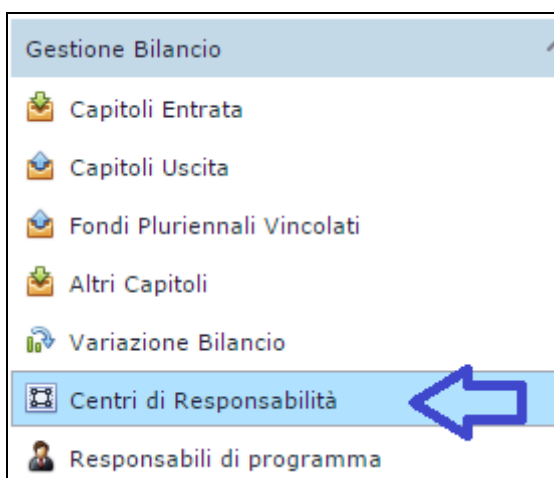 Gestione Bilancio
Capitoli Entrata
Capitoli Uscita
Fondi Pluriennali Vincolati
Altri Capitoli
Variazione Bilancio
Centri di Responsabilità
Responsabili di programma